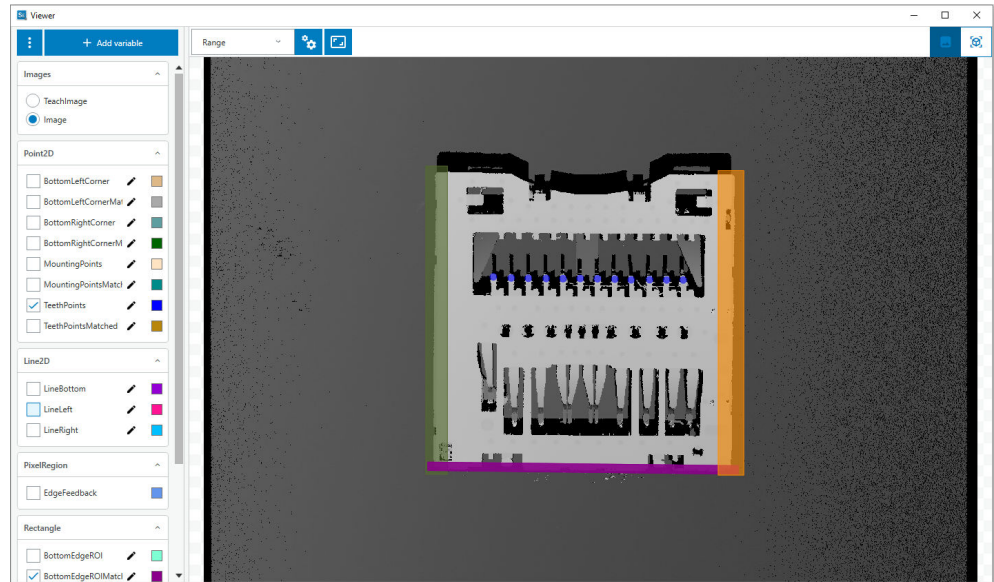 Sc Viewer
+ Add variable
Range
Images
TeachImage
Image
Point2D
BottomLeftCorner
BottomLeftCornerMat
BottomRightCorner
BottomRightCornerM
MountingPoints
MountingPointsMatch
TeethPoints
TeethPointsMatched
Line2D
LineBottom
LineLeft
LineRight
PixelRegion
EdgeFeedback
Rectangle
BottomEdgeROI
BottomEdgeROIMatcl